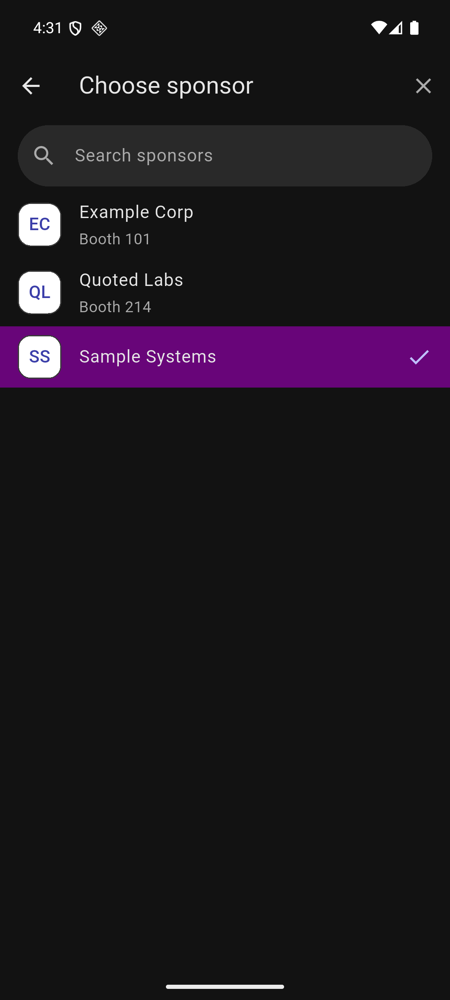 4:31
Choose sponsor
Search sponsors
EC
Example Corp
Booth 101
QL
Quoted Labs
Booth 214
SS
Sample Systems